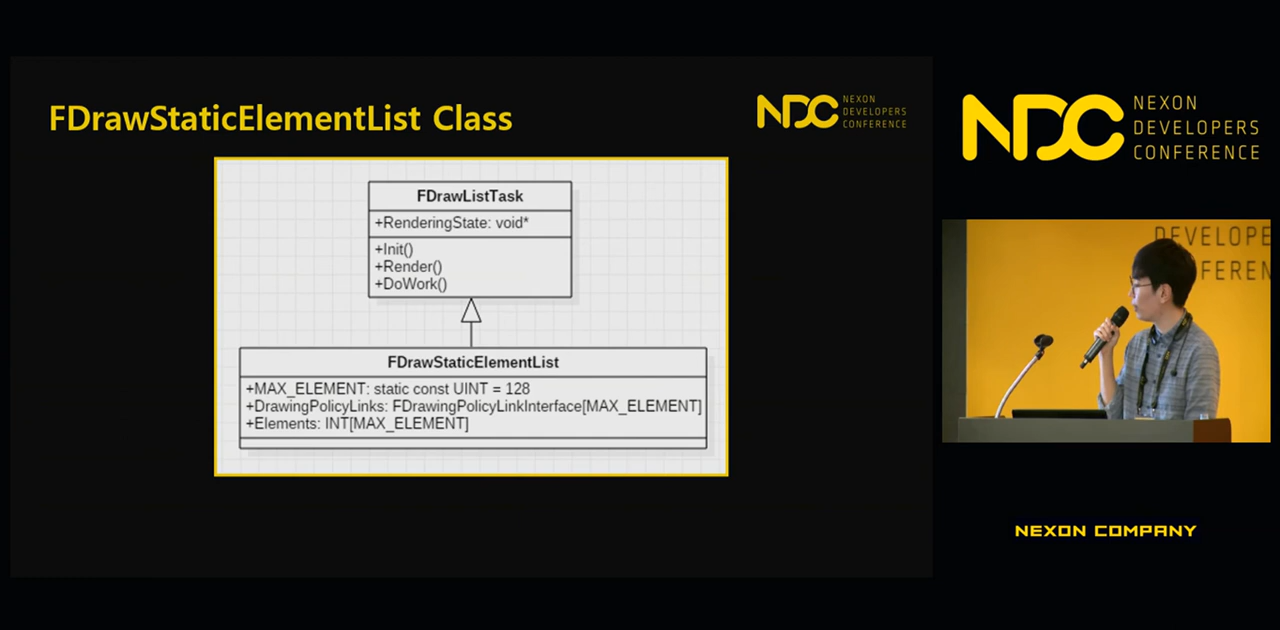 FDrawStaticElementList Class
NDC
NEXON
DEVELOPERS
CONFERENCE
FDrawListTask
+RenderingState: void*
+Init()
+Render()
+DoWork()
FDrawStaticElementList
+MAX_ELEMENT: static const UINT = 128
+DrawingPolicyLinks: FDrawingPolicyLinkInterface[MAX_ELEMENT]
+Elements: INT[MAX_ELEMENT]
NDC
NEXON
DEVELOPERS
CONFERENCE
DEVELOPE
FEREN
NEXON COMPANY